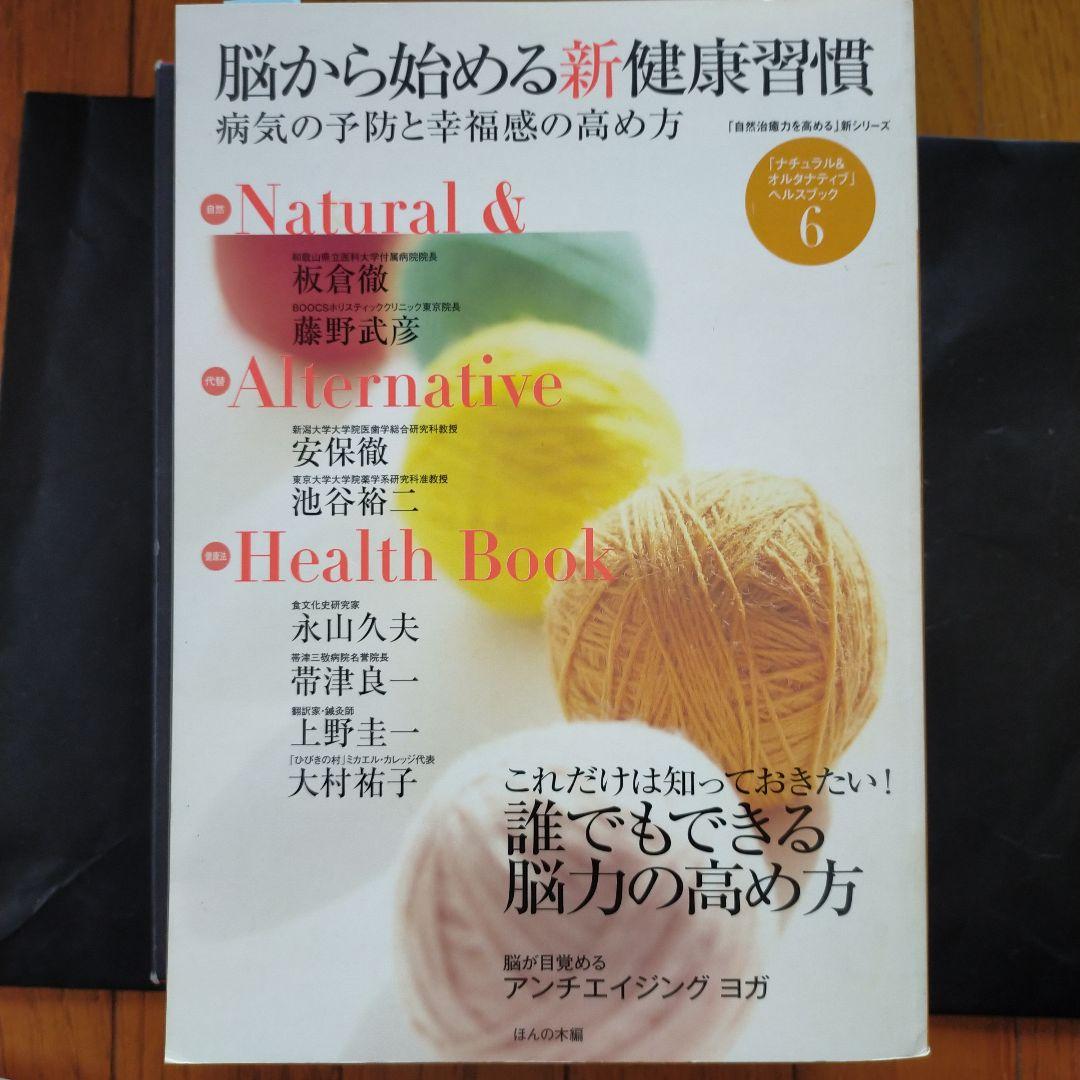 脳から始める新健康習慣
病気の予防と幸福感の高め方
「自然治癒力を高める」新シリーズ
「ナチュラル&
オルタナティブ」
ヘルスブック
6
自然 Natural &
和歌山県立医科大学付属病院院長
板倉徹
BOOCSホリスティッククリニック東京院長
藤野武彦
代替 Alternative
新潟大学大学院医歯学総合研究科教授
安保徹
東京大学大学院薬学系研究科准教授
池谷裕二
健康法 Health Book
食文化史研究家
永山久夫
帯津三敬病院名誉院長
帯津良一
翻訳家・鍼灸師
上野圭一
「ひびきの村」ミカエル・カレッジ代表
大村祐子
これだけは知っておきたい!
誰でもできる
脳力の高め方
脳が目覚める
アンチエイジング ヨガ
ほんの木編